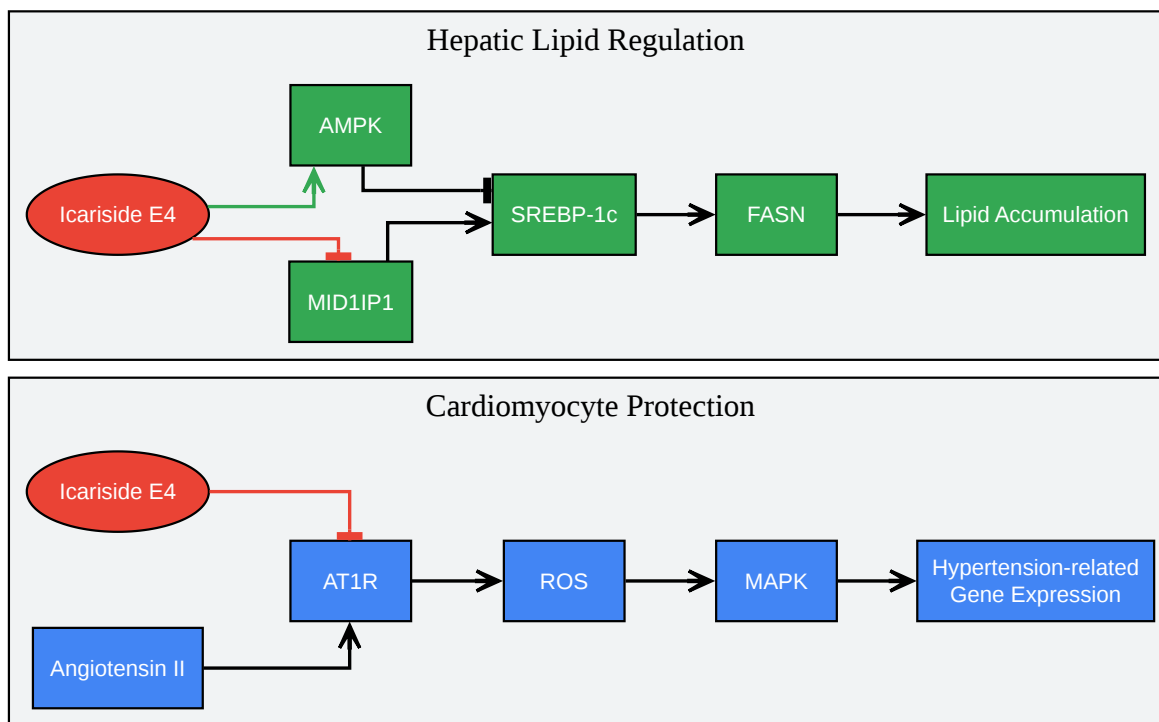 Hepatic Lipid Regulation
AMPK
Icariside E4
SREBP-1c
FASN
Lipid Accumulation
MID1IP1
Cardiomyocyte Protection
Icariside E4
AT1R
ROS
MAPK
Hypertension-related
Gene Expression
Angiotensin II